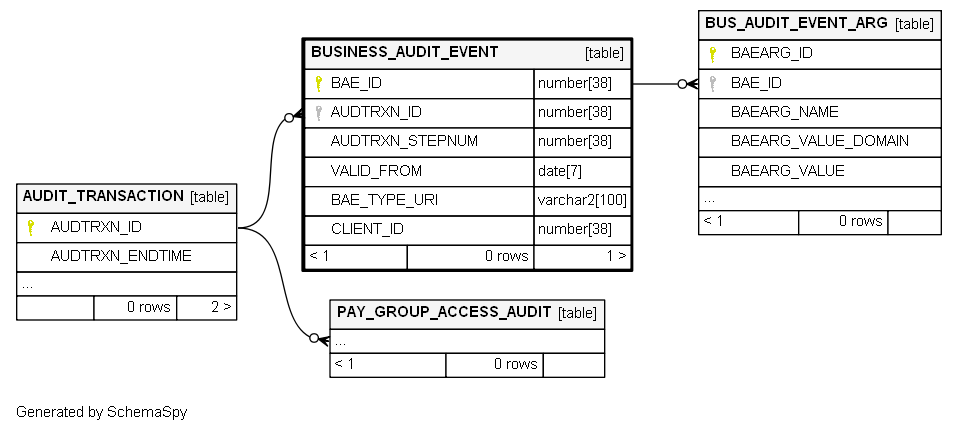 BUS_AUDIT_EVENT_ARG [table]
BAEARG_ID
BAE_ID
BAEARG_NAME
BAEARG_VALUE_DOMAIN
BAEARG_VALUE
...
< 1 0 rows
BUSINESS_AUDIT_EVENT [table]
BAE_ID number[38]
AUDTRXN_ID number[38]
AUDTRXN_STEPNUM number[38]
VALID_FROM date[7]
BAE_TYPE_URI varchar2[100]
CLIENT_ID number[38]
< 1 0 rows 1 >
AUDIT_TRANSACTION [table]
AUDTRXN_ID
AUDTRXN_ENDTIME
...
0 rows 2 >
PAY_GROUP_ACCESS_AUDIT [table]
...
< 1 0 rows
Generated by SchemaSpy